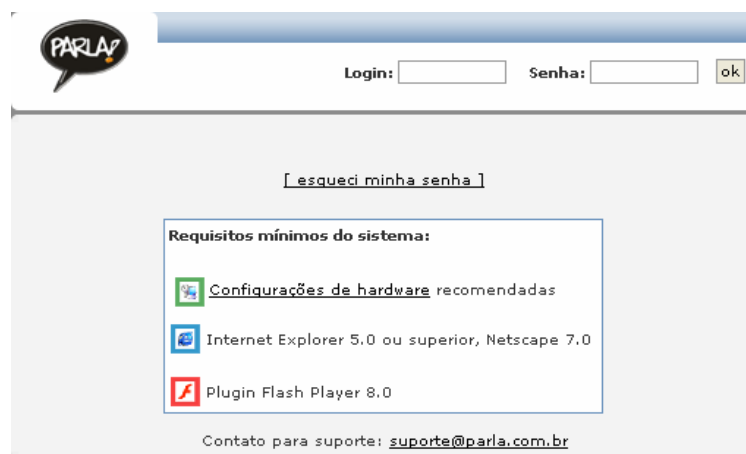 PARLA!
Login: Senha: ok
[ esqueci minha senha ]
Requisitos mínimos do sistema:
Configurações de hardware recomendadas
Internet Explorer 5.0 ou superior, Netscape 7.0
Plugin Flash Player 8.0
Contato para suporte: suporte@parla.com.br